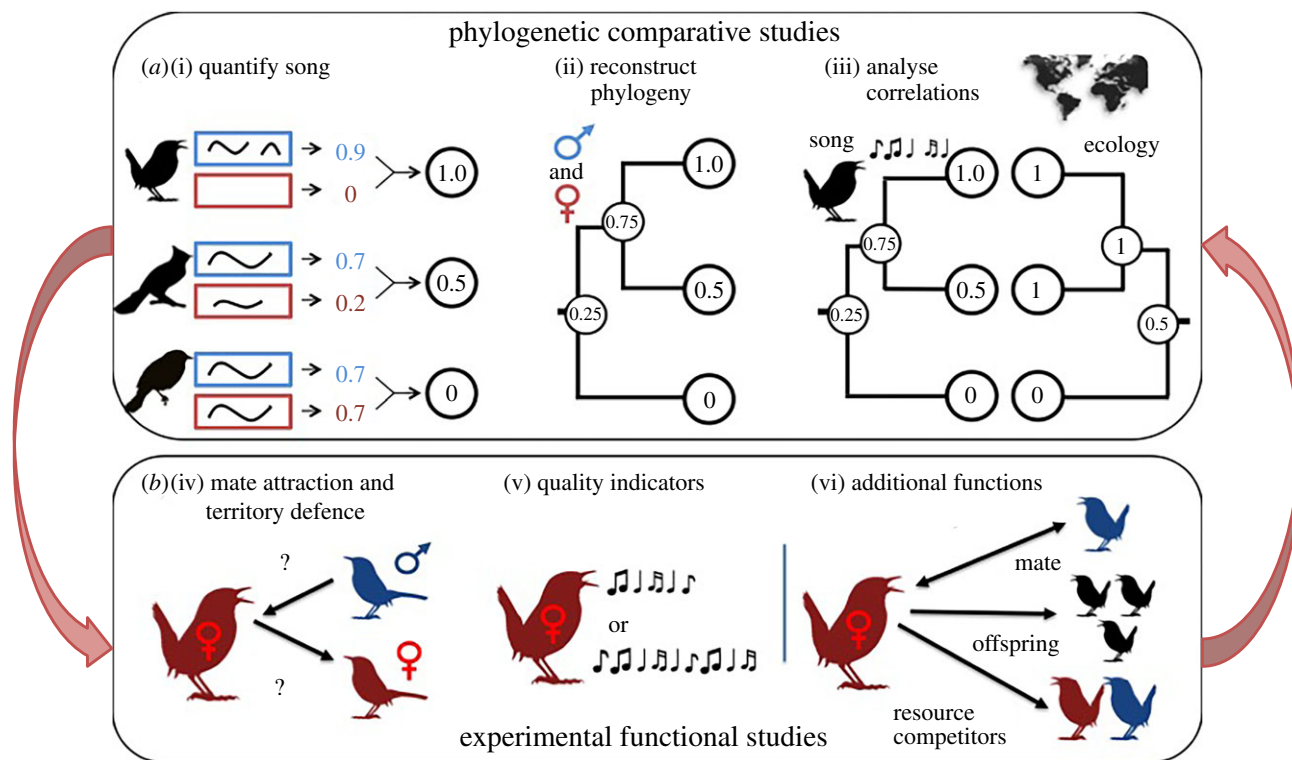 phylogenetic comparative studies
(a)(i) quantify song
(ii) reconstruct
phylogeny
(iii) analyse
correlations
0.9
0
1.0
0.7
0.2
0.5
0.7
0.7
0
♂
and
♀
1.0
0.75
0.5
0.25
0
song
ecology
1.0
1
0.75
1
0.5
1
0.25
0.5
0
0
(b)(iv) mate attraction and
territory defence
?
?
(v) quality indicators
or
(vi) additional functions
mate
offspring
resource
competitors
experimental functional studies